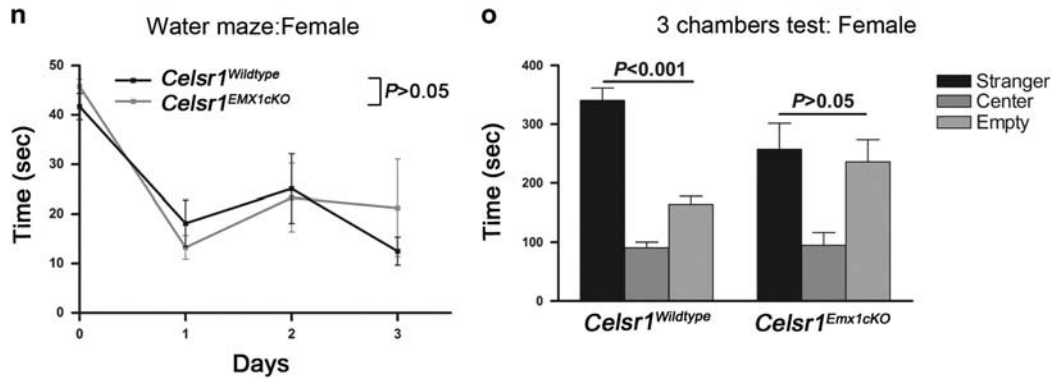 n
Water maze:Female
50
40
30
20
10
0
Time (sec)
Celsr1Wildtype
Celsr1EMX1cKO
P>0.05
0 1 2 3
Days
o
3 chambers test: Female
400
300
200
100
0
Time (sec)
P<0.001
P>0.05
Stranger
Center
Empty
Celsr1Wildtype Celsr1Emx1cKO